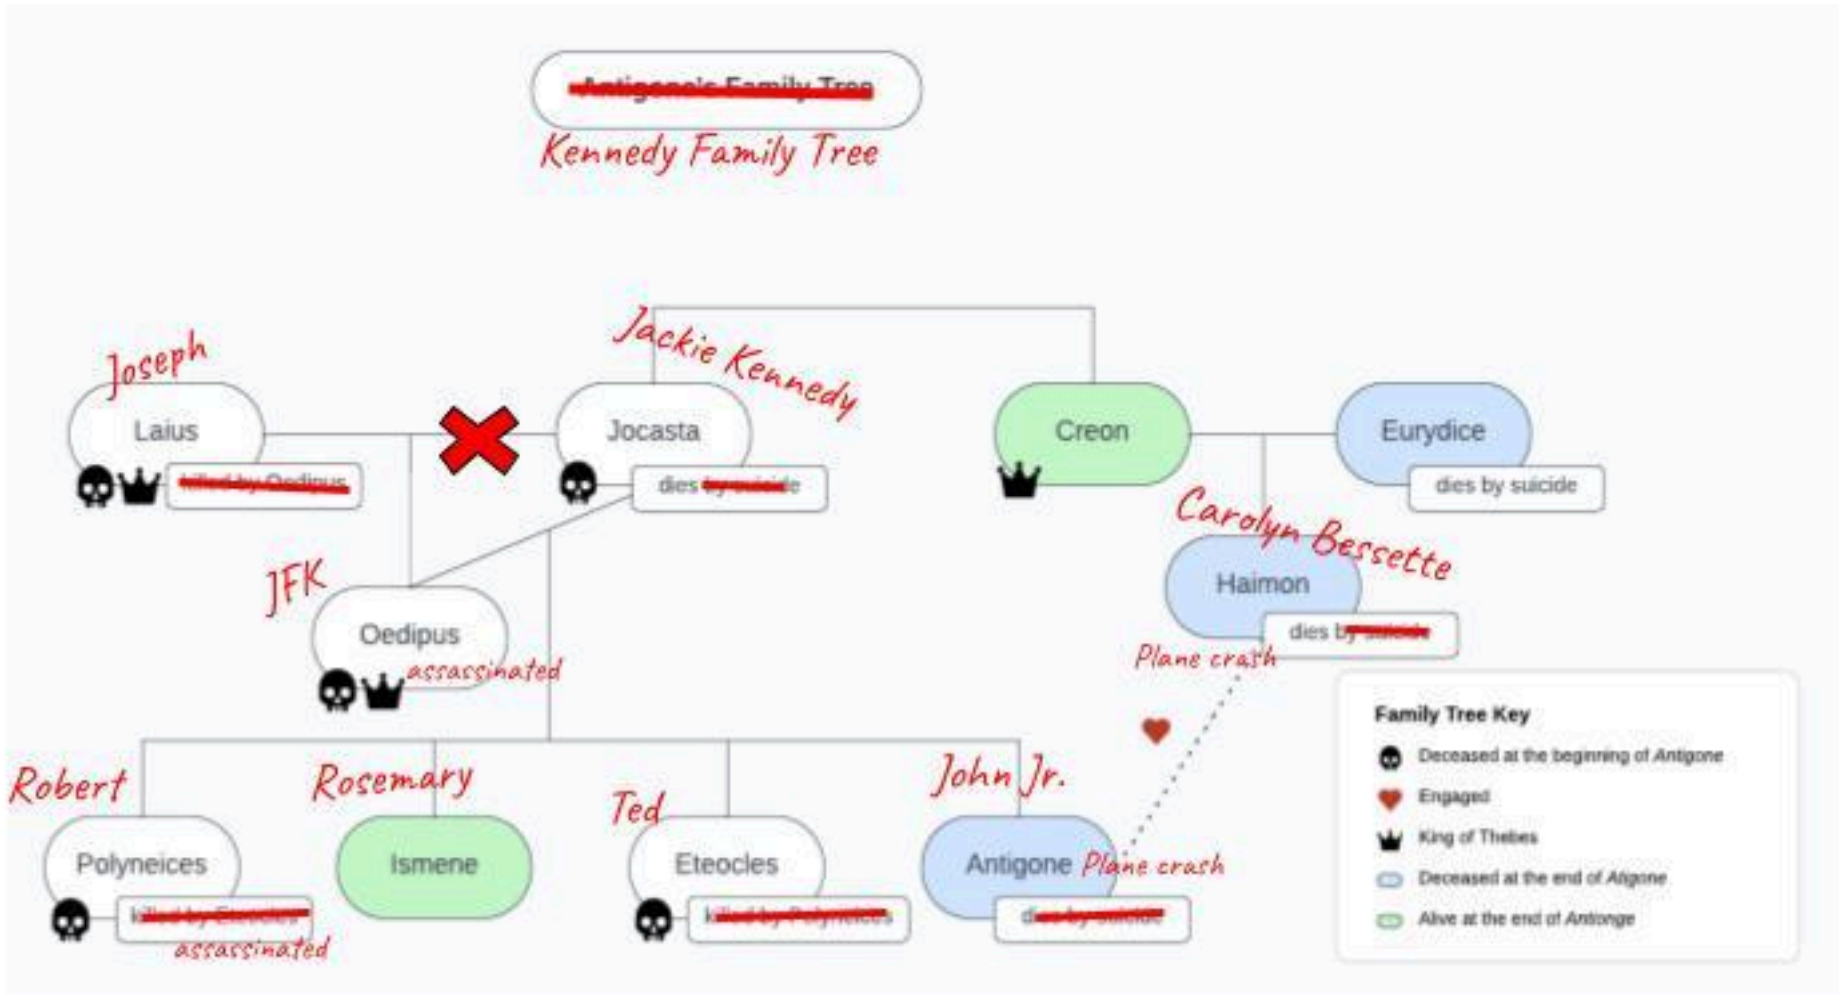 Antigone's Family Tree
Kennedy Family Tree
Joseph
Laius
killed by Oedipus
Jackie Kennedy
Jocasta
dies by suicide
Creon
Eurydice
dies by suicide
Carolyn Bessette
Haimon
dies by suicide
Plane crash
JFK
Oedipus
assassinated
Robert
Polyneices
killed by Eteocles
assassinated
Rosemary
Ismene
Ted
Eteocles
killed by Polyneices
John Jr.
Antigone
Plane crash
dies by suicide
Family Tree Key
Deceased at the beginning of Antigone
Engaged
King of Thebes
Deceased at the end of Atigone
Alive at the end of Antonge